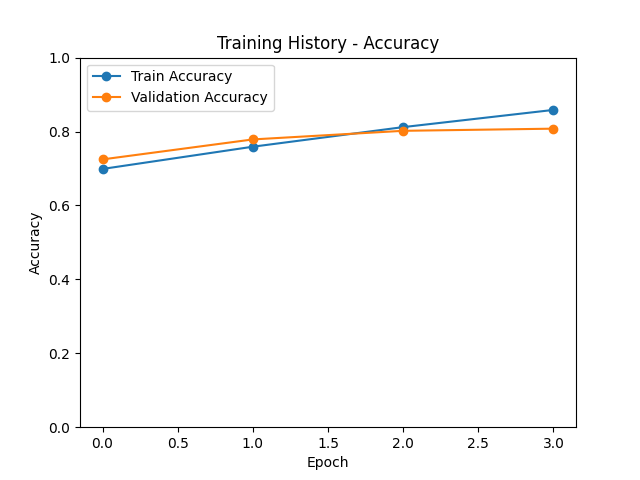 Training History - Accuracy
1.0
Train Accuracy
Validation Accuracy
0.8
0.6
Accuracy
0.4
0.2
0.0
0.0 0.5 1.0 1.5 2.0 2.5 3.0
Epoch